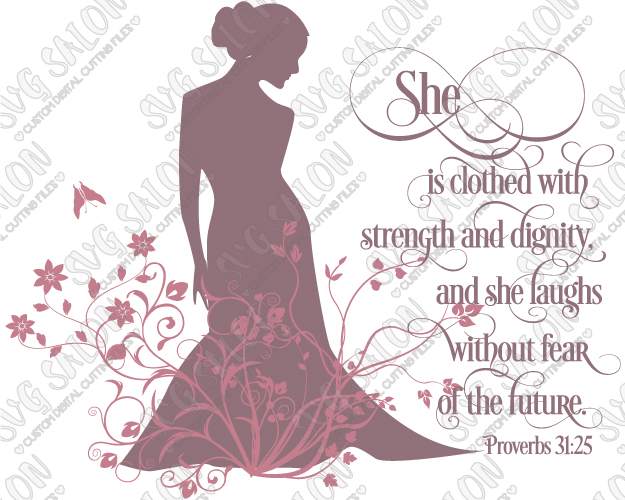 She
is clothed with
strength and dignity,
and she laughs
without fear
of the future.
Proverbs 31:25
SVG SALON
CUSTOM DIGITAL CUTTING FILES